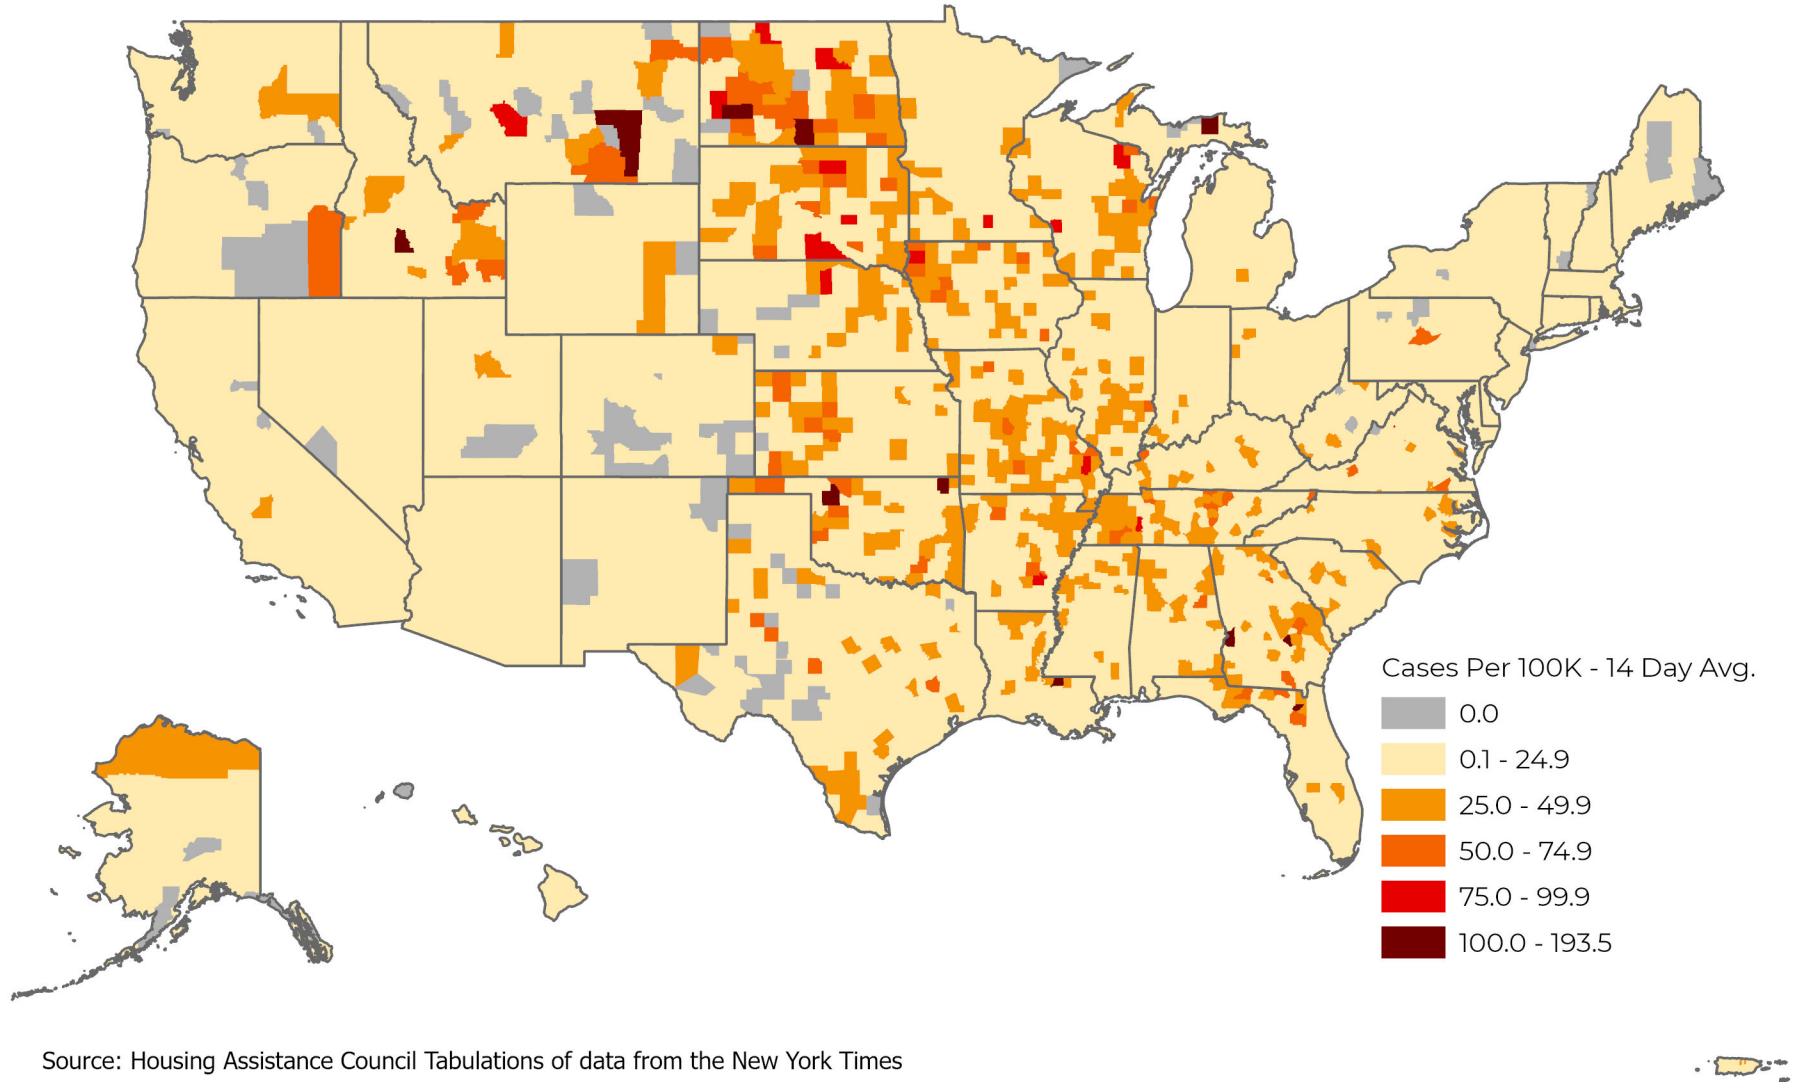 Cases Per 100K - 14 Day Avg.
0.0
0.1 - 24.9
25.0 - 49.9
50.0 - 74.9
75.0 - 99.9
100.0 - 193.5
Source: Housing Assistance Council Tabulations of data from the New York Times